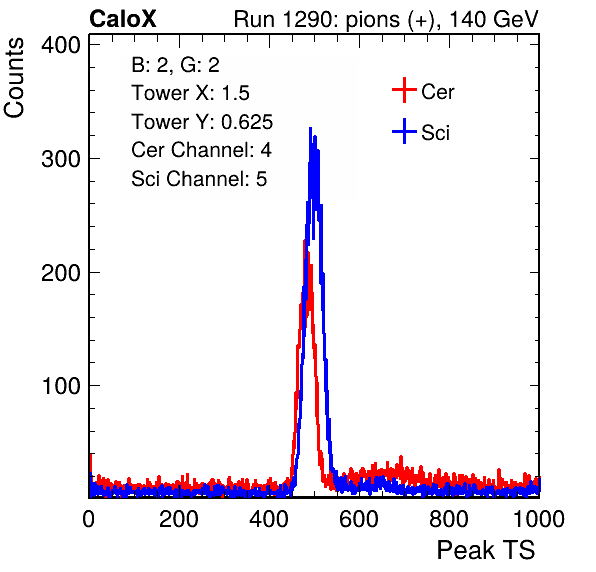 CaloX Run 1290: pions (+), 140 GeV
Counts
400
300
200
100
B: 2, G: 2
Tower X: 1.5
Tower Y: 0.625
Cer Channel: 4
Sci Channel: 5
Cer
Sci
0 200 400 600 800 1000
Peak TS